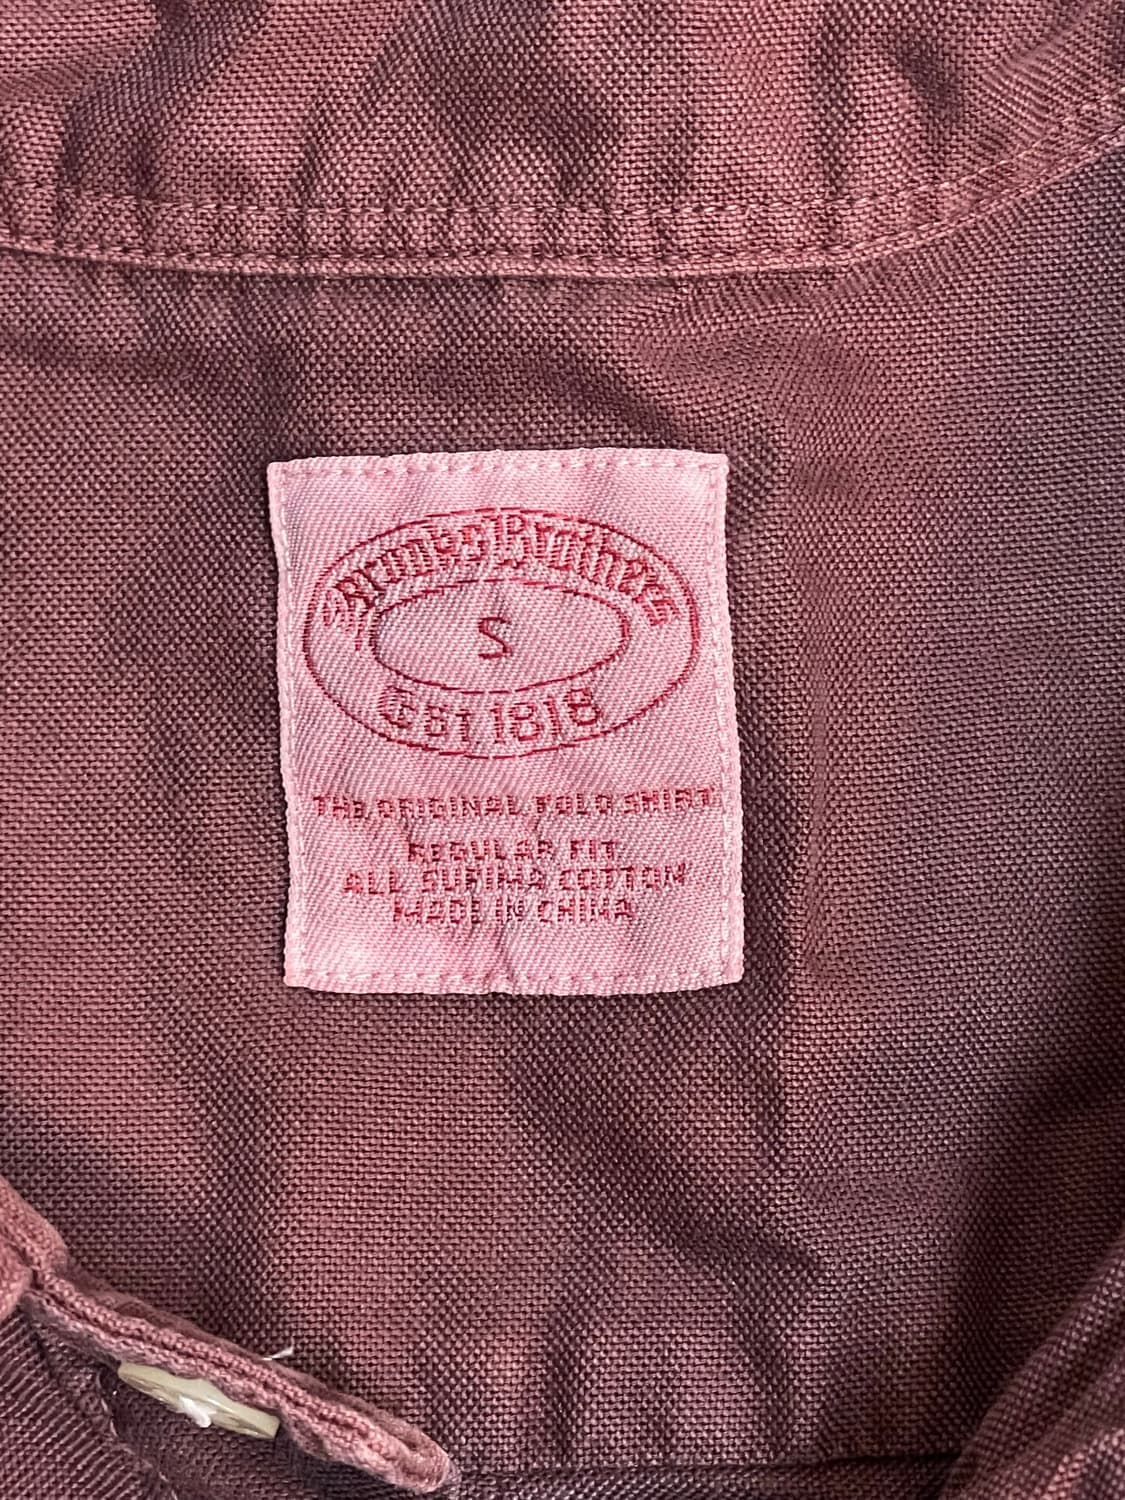 Brooks Brothers
S
EST 1818
THE ORIGINAL POLO SHIRT
REGULAR FIT
ALL SUPIMA COTTON
MADE IN CHINA